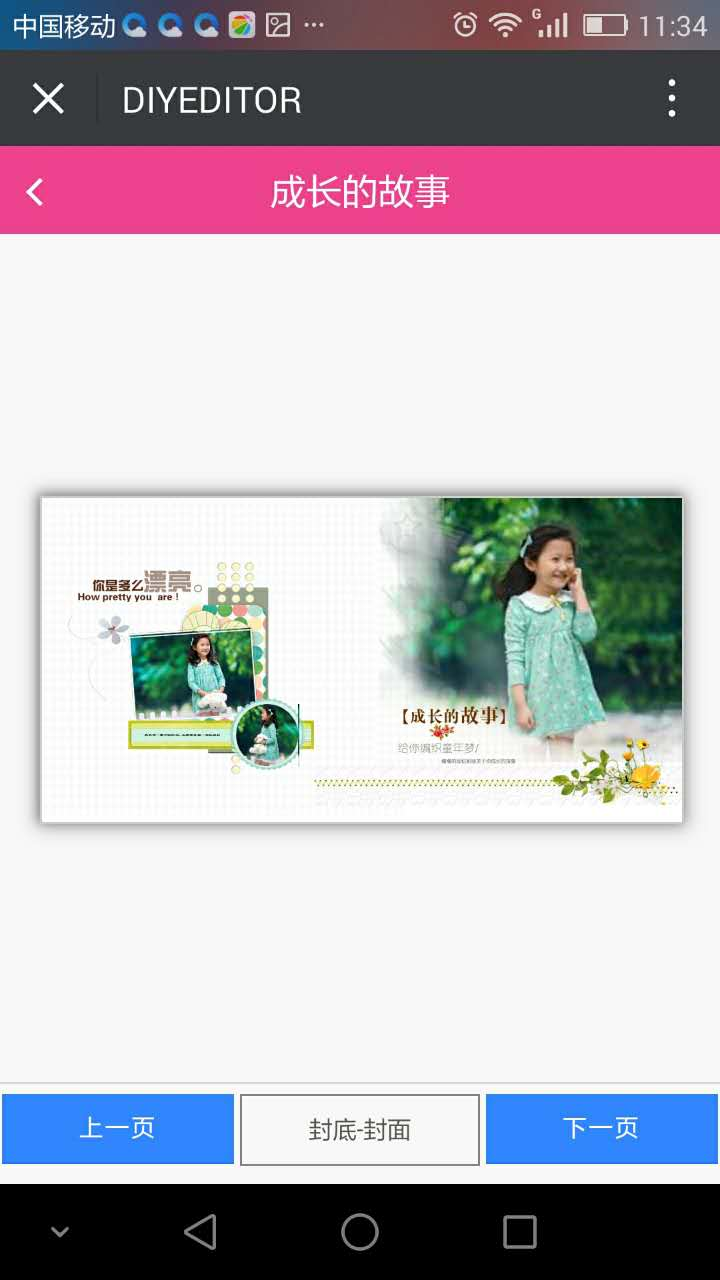 中国移动 G 11:34
DIYEDITOR
成长的故事
你是多么漂亮。
How pretty you are !
【成长的故事】
给你编织童年梦/
上一页
封底-封面
下一页